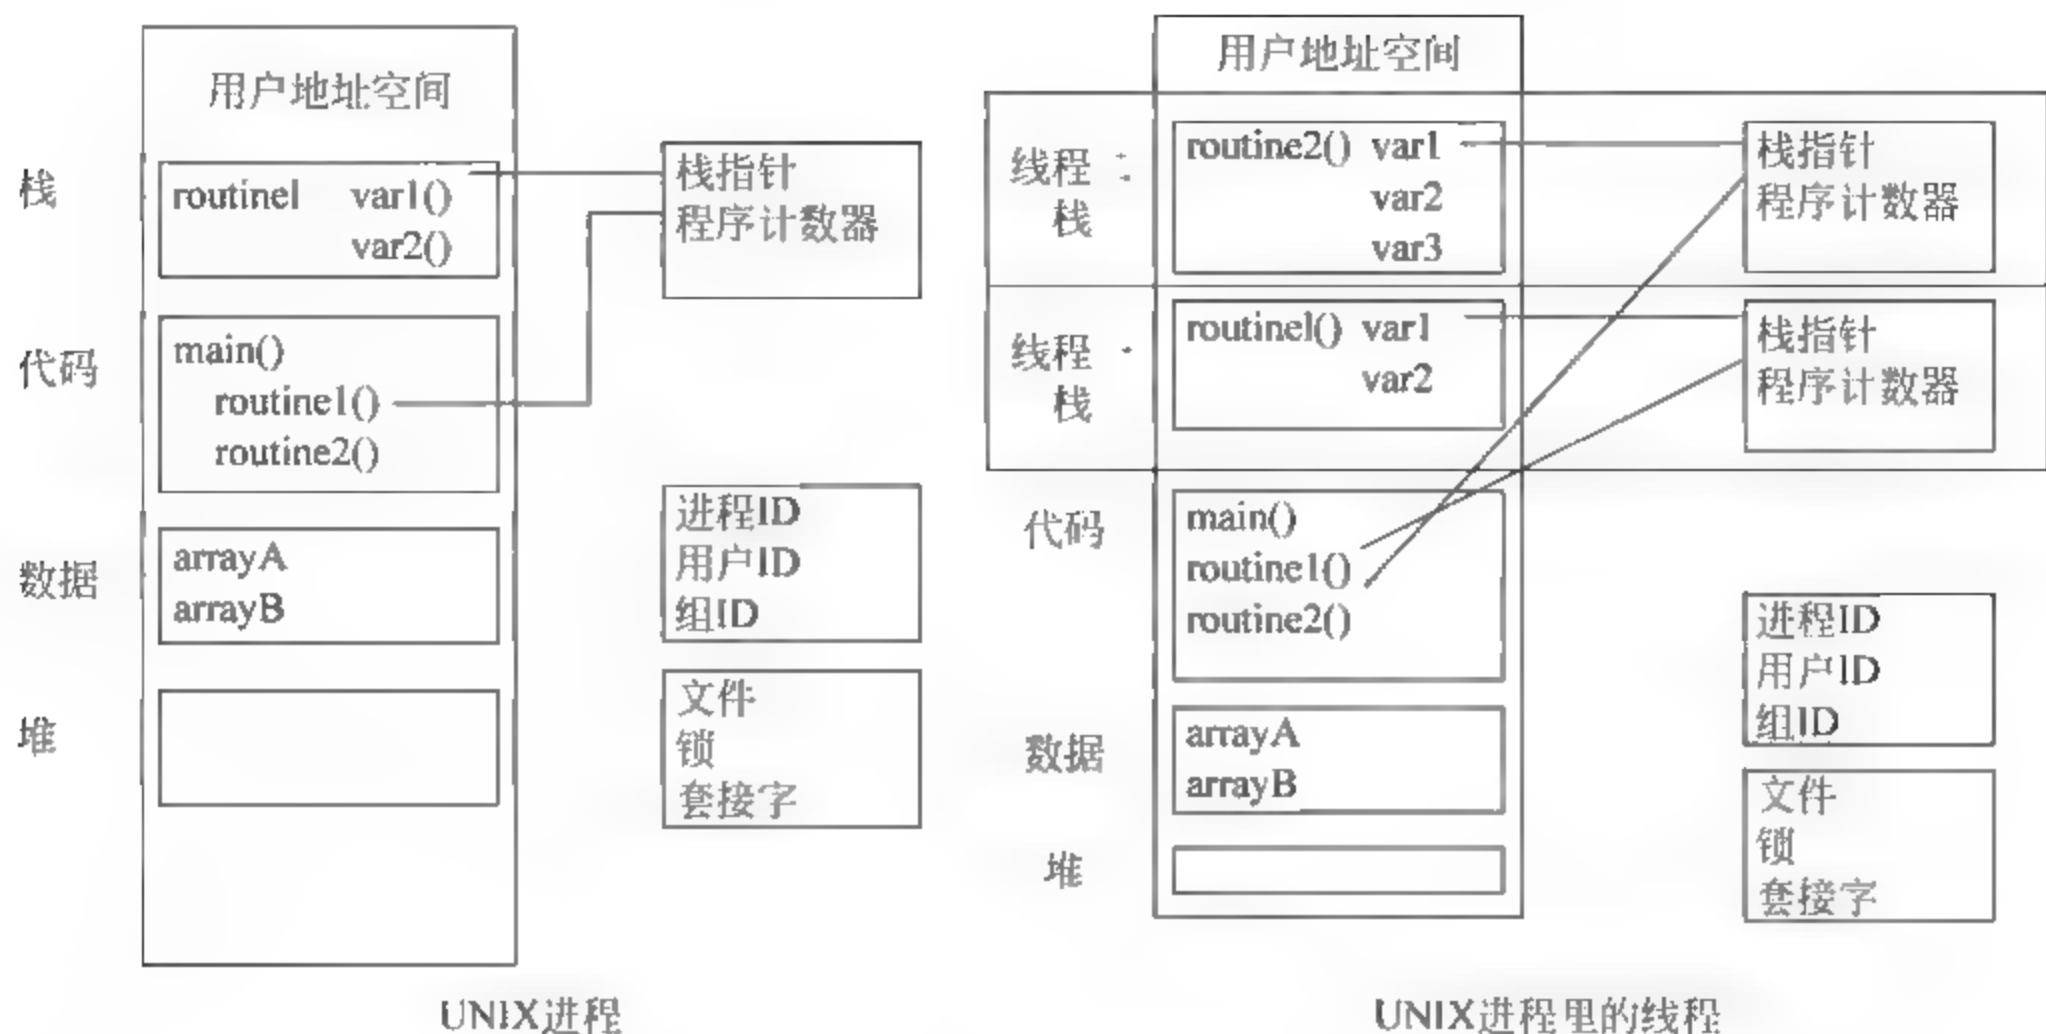 用户地址空间
栈
routine1 var1()
var2()
栈指针
程序计数器
代码
main()
routine1()
routine2()
数据
arrayA
arrayB
进程ID
用户ID
组ID
堆
文件
锁
套接字
UNIX进程
用户地址空间
线程
栈
routine2() var1
var2
var3
栈指针
程序计数器
线程
栈
routine1() var1
var2
栈指针
程序计数器
代码
main()
routine1()
routine2()
数据
arrayA
arrayB
堆
进程ID
用户ID
组ID
文件
锁
套接字
UNIX进程里的线程